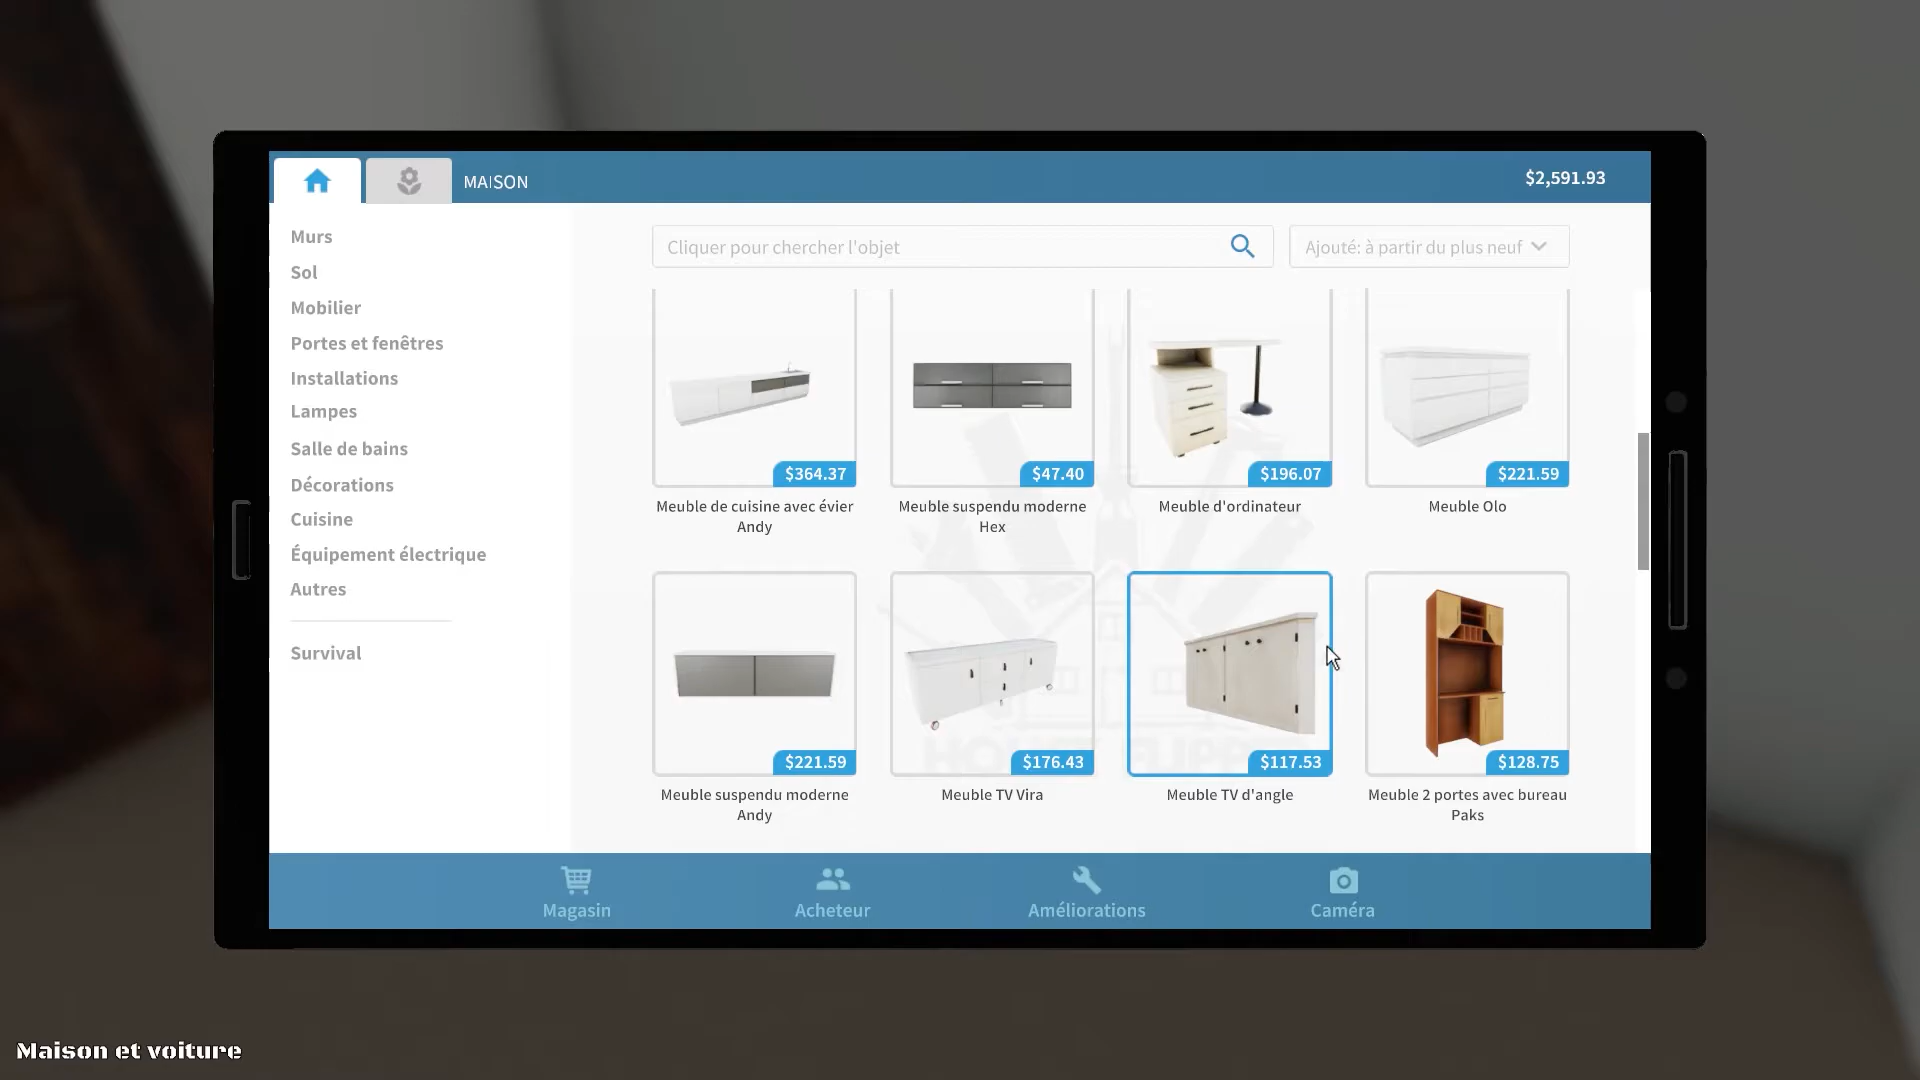 MAISON
$2,591.93
Murs
Sol
Mobilier
Portes et fenêtres
Installations
Lampes
Salle de bains
Décorations
Cuisine
Équipement électrique
Autres
Survival
Cliquer pour chercher l'objet
Ajouté: à partir du plus neuf
$364.37
$47.40
$196.07
$221.59
Meuble de cuisine avec évier
Andy
Meuble suspendu moderne
Hex
Meuble d'ordinateur
Meuble Olo
$221.59
$176.43
$117.53
$128.75
Meuble suspendu moderne
Andy
Meuble TV Vira
Meuble TV d'angle
Meuble 2 portes avec bureau
Paks
Magasin
Acheteur
Améliorations
Caméra
Maison et voiture